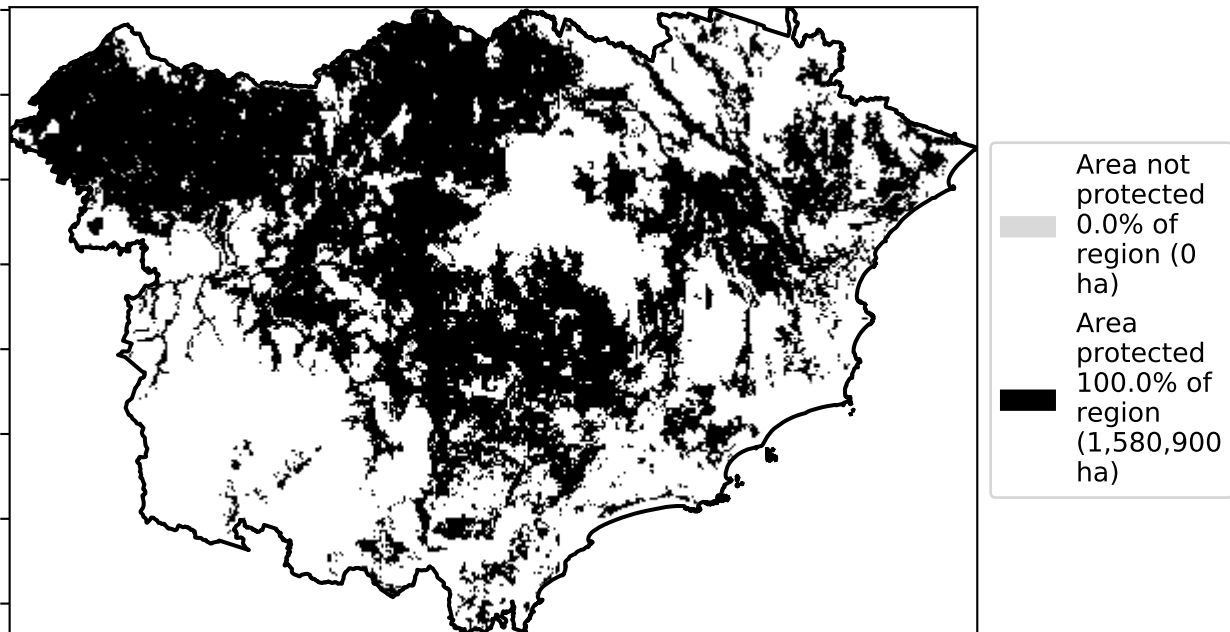 Area not
protected
0.0% of
region (0
ha)
Area
protected
100.0% of
region
(1,580,900
ha)